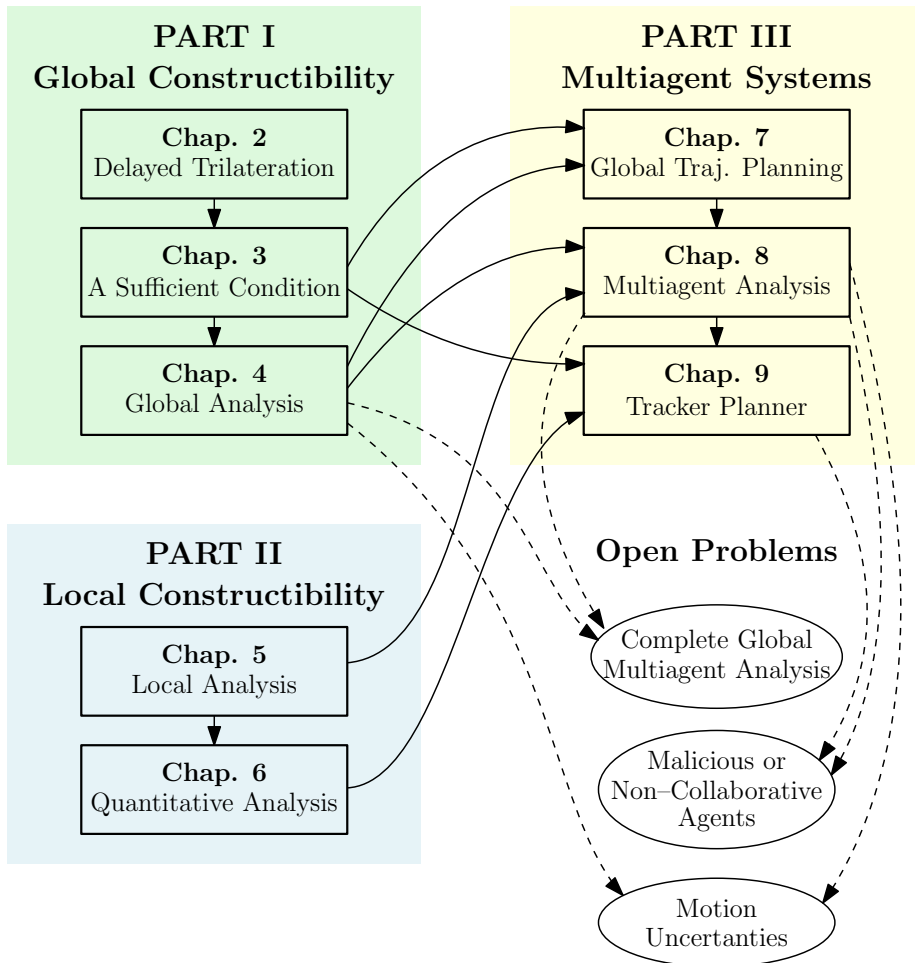 PART I
Global Constructibility
Chap. 2
Delayed Trilateration
Chap. 3
A Sufficient Condition
Chap. 4
Global Analysis
PART II
Local Constructibility
Chap. 5
Local Analysis
Chap. 6
Quantitative Analysis
PART III
Multiagent Systems
Chap. 7
Global Traj. Planning
Chap. 8
Multiagent Analysis
Chap. 9
Tracker Planner
Open Problems
Complete Global
Multiagent Analysis
Malicious or
Non–Collaborative
Agents
Motion
Uncertanties